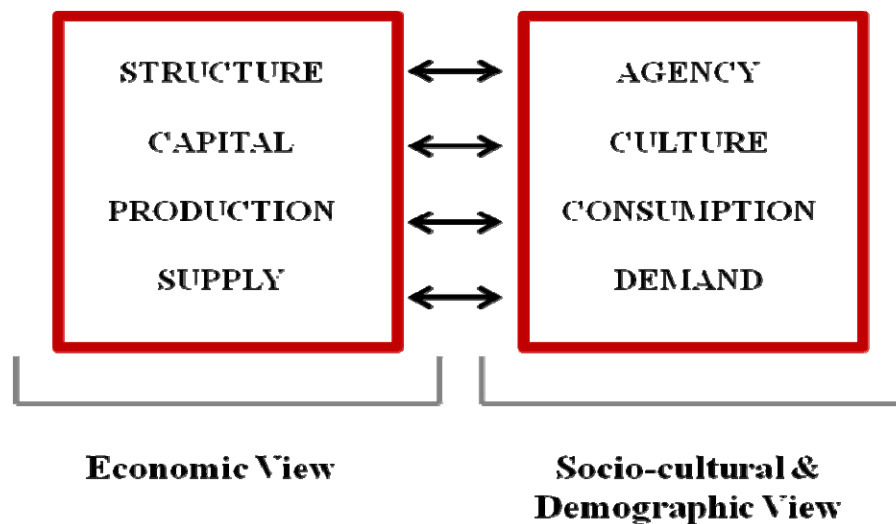 STRUCTURE
CAPITAL
PRODUCTION
SUPPLY
AGENCY
CULTURE
CONSUMPTION
DEMAND
Economic View
Socio-cultural &
Demographic View